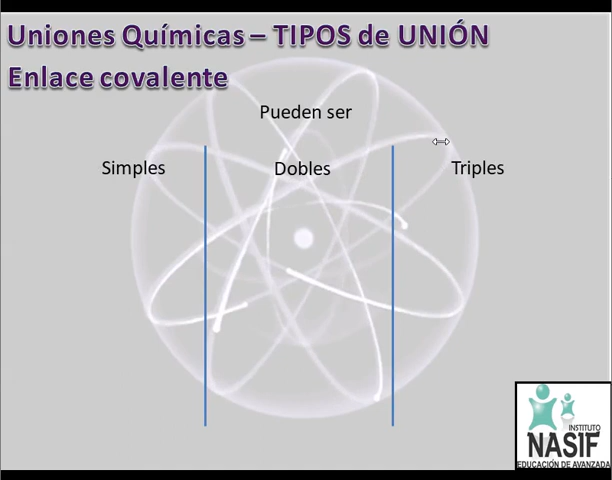 Uniones Químicas – TIPOS de UNIÓN
Enlace covalente
Pueden ser
Simples
Dobles
Triples
INSTITUTO
NASIF
EDUCACIÓN DE AVANZADA